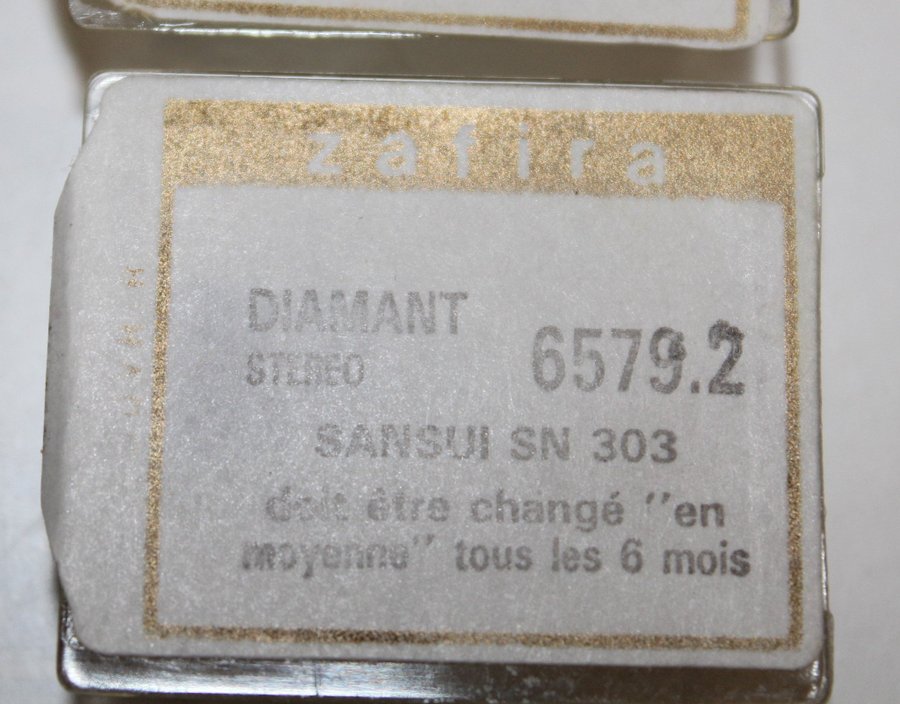 zafira
DIAMANT
STEREO
6579.2
SANSUI SN 303
doit être changé "en
moyenne" tous les 6 mois